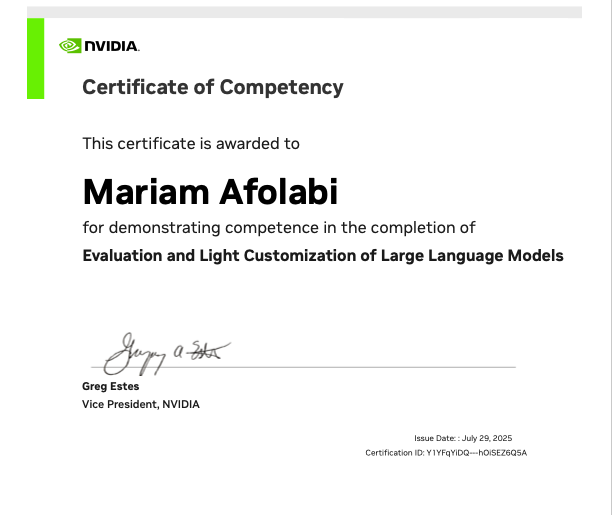 NVIDIA.
Certificate of Competency
This certificate is awarded to
Mariam Afolabi
for demonstrating competence in the completion of
Evaluation and Light Customization of Large Language Models
Greg Estes
Vice President, NVIDIA
Issue Date: : July 29, 2025
Certification ID: Y1YFqYiDQ---hOiSEZ6Q5A